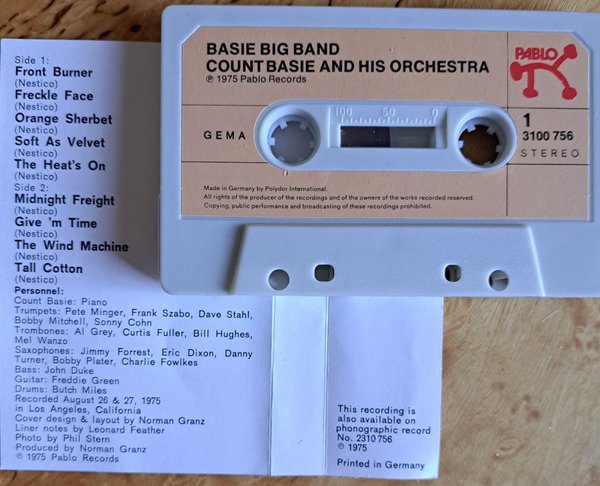 Side 1:
Front Burner
(Nestico)
Freckle Face
(Nestico)
Orange Sherbet
(Nestico)
Soft As Velvet
(Nestico)
The Heat's On
(Nestico)
Side 2:
Midnight Freight
(Nestico)
Give 'm Time
(Nestico)
The Wind Machine
(Nestico)
Tall Cotton
(Nestico)
Personnel:
Count Basie: Piano
Trumpets: Pete Minger, Frank Szabo, Dave Stahl,
Bobby Mitchell, Sonny Cohn
Trombones: Al Grey, Curtis Fuller, Bill Hughes,
Mel Wanzo
Saxophones: Jimmy Forrest, Eric Dixon, Danny
Turner, Bobby Plater, Charlie Fowlkes
Bass: John Duke
Guitar: Freddie Green
Drums: Butch Miles
Recorded August 26 & 27, 1975
in Los Angeles, California
Cover design & layout by Norman Granz
Liner notes by Leonard Feather
Photo by Phil Stern
Produced by Norman Granz
℗ 1975 Pablo Records
BASIE BIG BAND
COUNT BASIE AND HIS ORCHESTRA
℗ 1975 Pablo Records
PABLO
GEMA
100 50 0
1
3100 756
STEREO
Made in Germany by Polydor International.
All rights of the producer of the recordings and of the owners of the works recorded reserved.
Copying, public performance and broadcasting of these recordings prohibited.
This recording is
also available on
phonographic record
No. 2310 756
℗ 1975
Printed in Germany